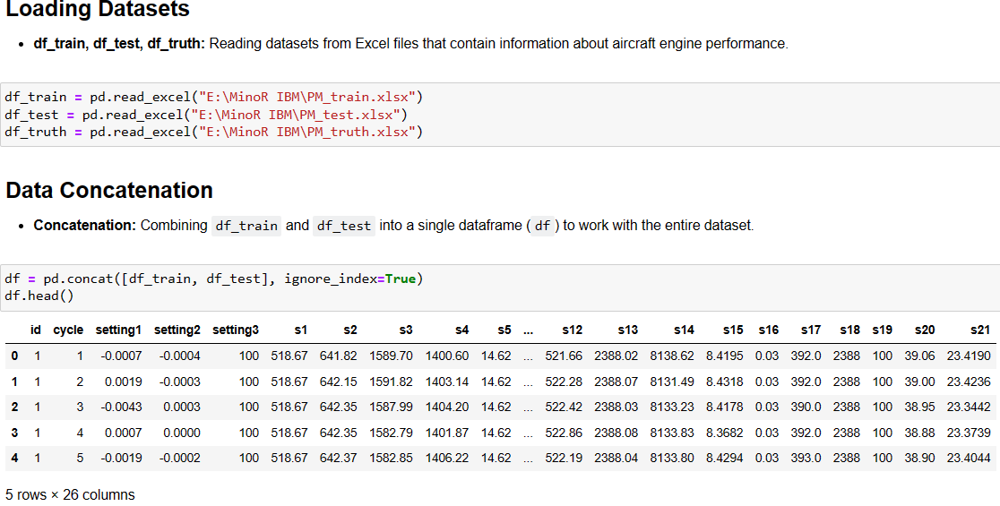 Loading Datasets
• df_train, df_test, df_truth: Reading datasets from Excel files that contain information about aircraft engine performance.
df_train = pd.read_excel("E:\MinoR IBM\PM_train.xlsx")
df_test = pd.read_excel("E:\MinoR IBM\PM_test.xlsx")
df_truth = pd.read_excel("E:\MinoR IBM\PM_truth.xlsx")
Data Concatenation
• Concatenation: Combining df_train and df_test into a single dataframe ( df ) to work with the entire dataset.
df = pd.concat([df_train, df_test], ignore_index=True)
df.head()
id cycle setting1 setting2 setting3 s1 s2 s3 s4 s5 ... s12 s13 s14 s15 s16 s17 s18 s19 s20 s21
0 1 1 -0.0007 -0.0004 100 518.67 641.82 1589.70 1400.60 14.62 ... 521.66 2388.02 8138.62 8.4195 0.03 392.0 2388 100 39.06 23.4190
1 1 2 0.0019 -0.0003 100 518.67 642.15 1591.82 1403.14 14.62 ... 522.28 2388.07 8131.49 8.4318 0.03 392.0 2388 100 39.00 23.4236
2 1 3 -0.0043 0.0003 100 518.67 642.35 1587.99 1404.20 14.62 ... 522.42 2388.03 8133.23 8.4178 0.03 390.0 2388 100 38.95 23.3442
3 1 4 0.0007 0.0000 100 518.67 642.35 1582.79 1401.87 14.62 ... 522.86 2388.08 8133.83 8.3682 0.03 392.0 2388 100 38.88 23.3739
4 1 5 -0.0019 -0.0002 100 518.67 642.37 1582.85 1406.22 14.62 ... 522.19 2388.04 8133.80 8.4294 0.03 393.0 2388 100 38.90 23.4044
5 rows × 26 columns